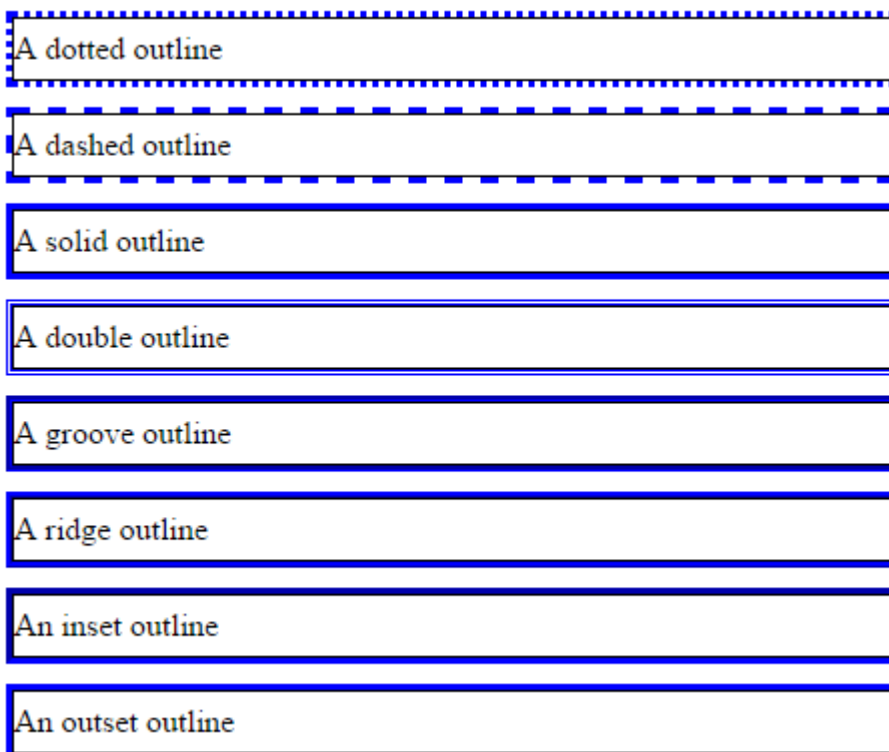 A dotted outline
A dashed outline
A solid outline
A double outline
A groove outline
A ridge outline
An inset outline
An outset outline